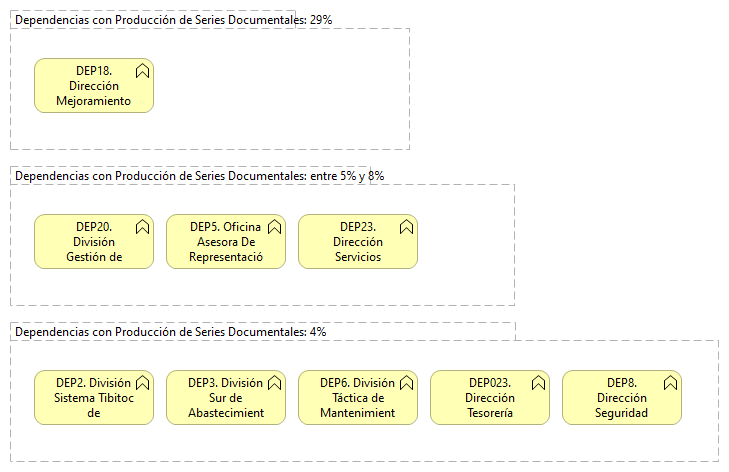 Dependencias con Producción de Series Documentales: 29%
DEP18.
Dirección
Mejoramiento
Dependencias con Producción de Series Documentales: entre 5% y 8%
DEP20.
División
Gestión de
DEP5. Oficina
Asesora De
Representació
DEP23.
Dirección
Servicios
Dependencias con Producción de Series Documentales: 4%
DEP2. División
Sistema Tibitoc
de
DEP3. División
Sur de
Abastecimient
DEP6. División
Táctica de
Mantenimient
DEP023.
Dirección
Tesorería
DEP8.
Dirección
Seguridad